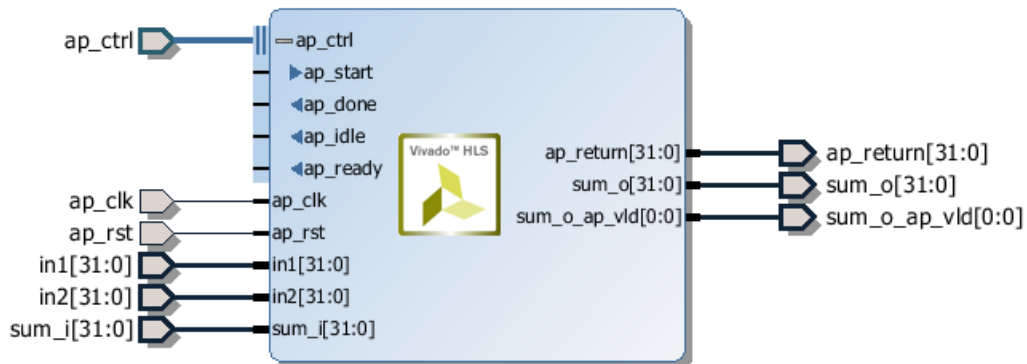 ap_ctrl
ap_ctrl
ap_start
ap_done
ap_idle
ap_ready
ap_clk
ap_clk
ap_rst
ap_rst
in1[31:0]
in1[31:0]
in2[31:0]
in2[31:0]
sum_i[31:0]
sum_i[31:0]
Vivado™ HLS
ap_return[31:0]
ap_return[31:0]
sum_o[31:0]
sum_o[31:0]
sum_o_ap_vld[0:0]
sum_o_ap_vld[0:0]